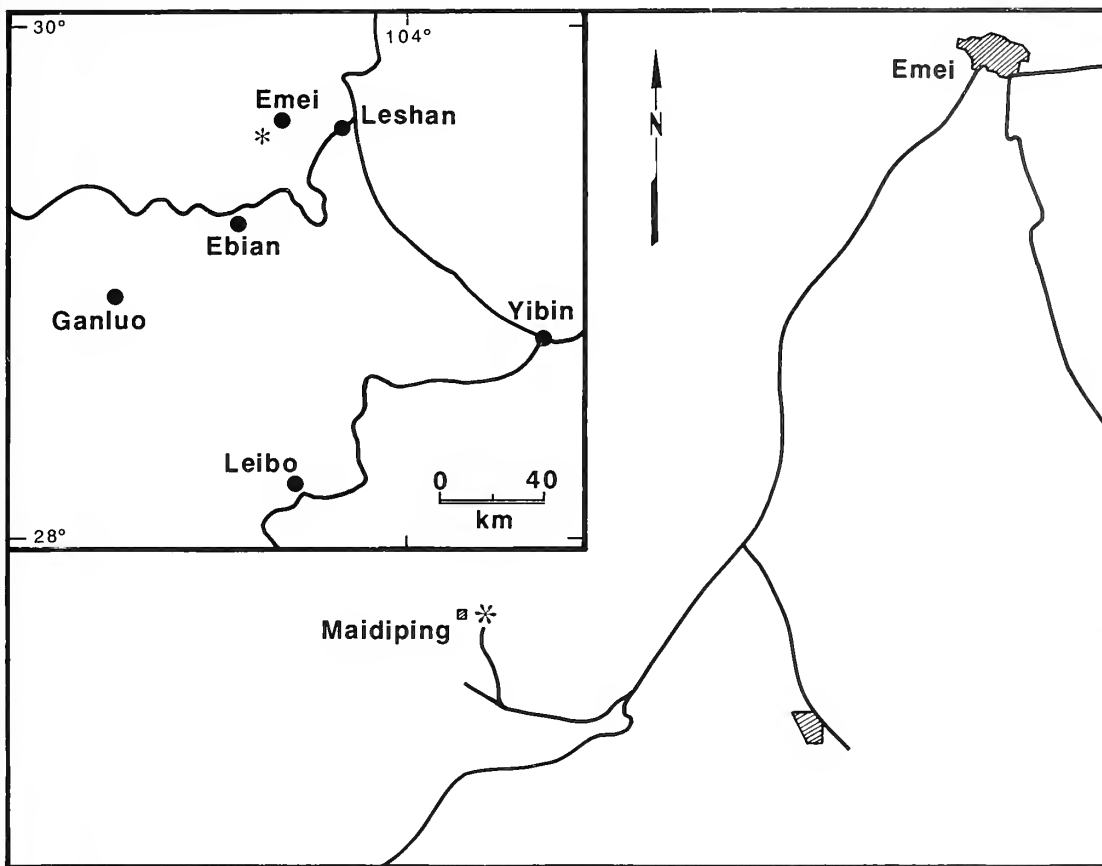 30°
104°
Emei
*
Leshan
Ebian
Ganluo
Yibin
Leibo
0 40
km
28°
N
Emei
Maidiping
*